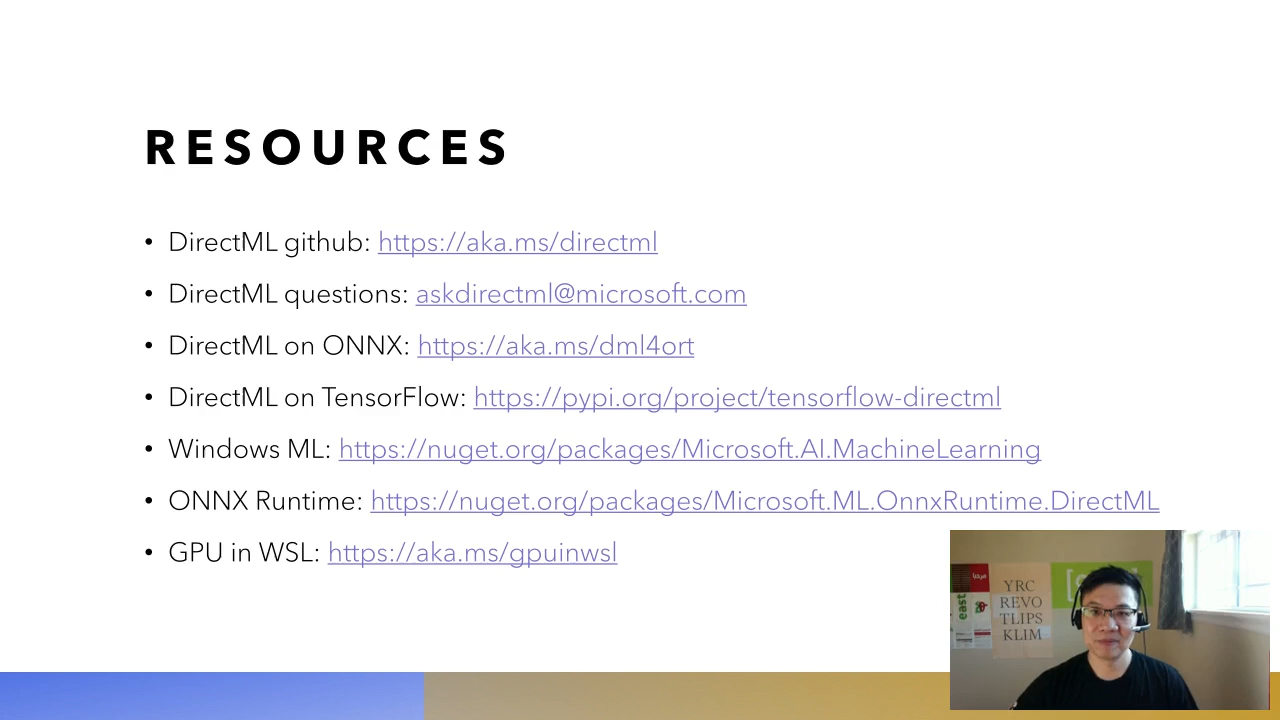 RESOURCES
• DirectML github: https://aka.ms/directml
• DirectML questions: askdirectml@microsoft.com
• DirectML on ONNX: https://aka.ms/dml4ort
• DirectML on TensorFlow: https://pypi.org/project/tensorflow-directml
• Windows ML: https://nuget.org/packages/Microsoft.AI.MachineLearning
• ONNX Runtime: https://nuget.org/packages/Microsoft.ML.OnnxRuntime.DirectML
• GPU in WSL: https://aka.ms/gpuinwsl
east
YRC
REVO
TLIPS
KLIM